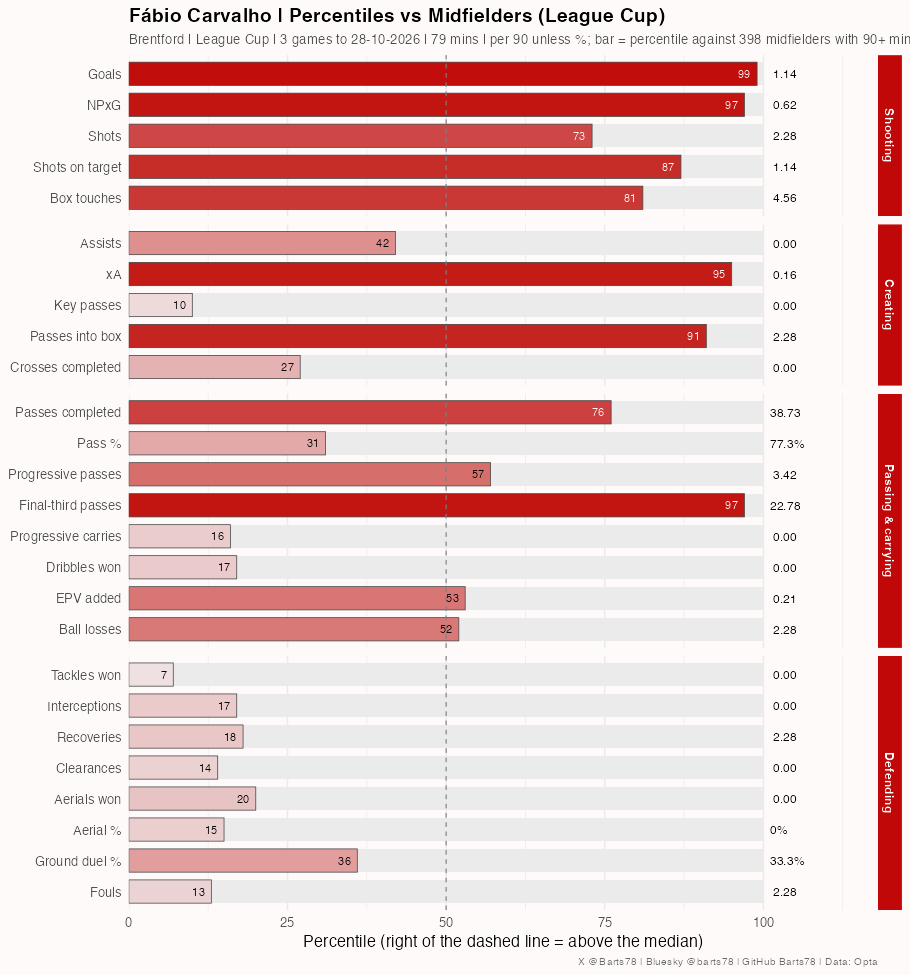 Fábio Carvalho | Percentiles vs Midfielders (League Cup)
Brentford | League Cup | 3 games to 28-10-2026 | 79 mins | per 90 unless %; bar = percentile against 398 midfielders with 90+ min
Goals 99 1.14
NPxG 97 0.62
Shots 73 2.28
Shots on target 87 1.14
Box touches 81 4.56
Shooting
Assists 42 0.00
xA 95 0.16
Key passes 10 0.00
Passes into box 91 2.28
Crosses completed 27 0.00
Creating
Passes completed 76 38.73
Pass % 31 77.3%
Progressive passes 57 3.42
Final-third passes 97 22.78
Progressive carries 16 0.00
Dribbles won 17 0.00
EPV added 53 0.21
Ball losses 52 2.28
Passing & carrying
Tackles won 7 0.00
Interceptions 17 0.00
Recoveries 18 2.28
Clearances 14 0.00
Aerials won 20 0.00
Aerial % 15 0%
Ground duel % 36 33.3%
Fouls 13 2.28
Defending
0 25 50 75 100
Percentile (right of the dashed line = above the median)
X @Barts78 | Bluesky @barts78 | GitHub Barts78 | Data: Opta